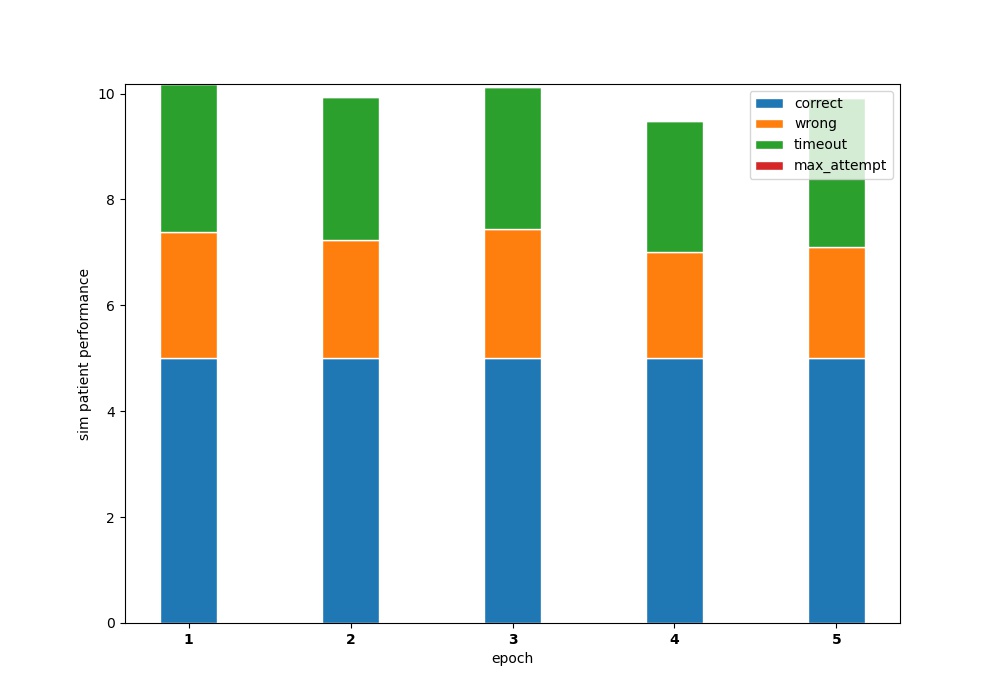 10
8
6
4
2
0
sim patient performance
correct
wrong
timeout
max_attempt
1 2 3 4 5
epoch